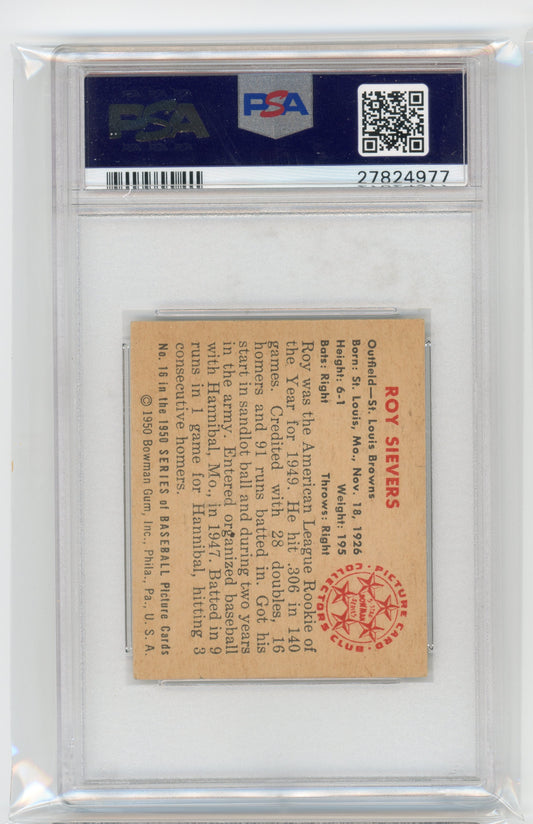 PSA
PSA
27824977
ROY SIEVERS
Outfield—St. Louis Browns
Born: St. Louis, Mo., Nov. 18, 1926
Height: 6-1 Weight: 195
Bats: Right Throws: Right
PICTURE CARD
COLLECTORS CLUB
5 STAR
BOWMAN
Roy was the American League Rookie of
the Year for 1949. He hit .306 in 140
games. Credited with 28 doubles, 16
homers and 91 runs batted in. Got his
start in sandlot ball and during two years
in the army. Entered organized baseball
with Hannibal, Mo., in 1947. Batted in 9
runs in 1 game for Hannibal, hitting 3
consecutive homers.
No. 16 in the 1950 SERIES of BASEBALL Picture Cards
©1950 Bowman Gum, Inc., Phila., Pa., U. S. A.